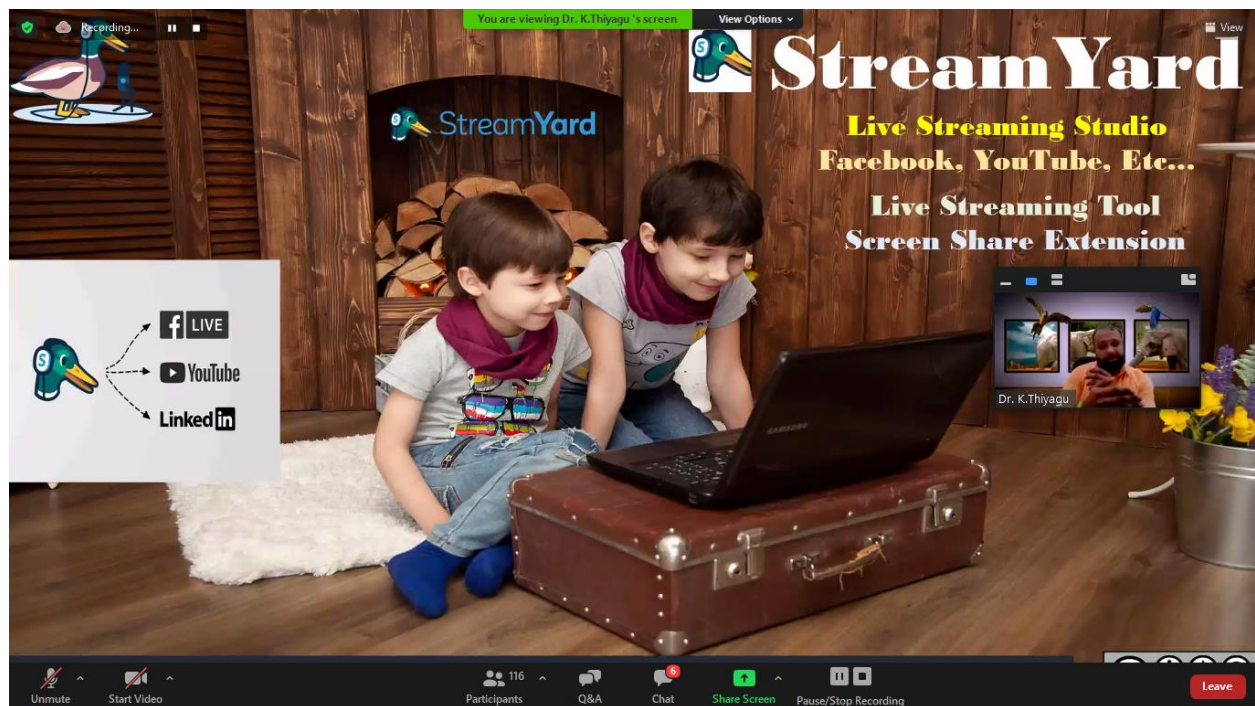 Recording...
You are viewing Dr. K.Thiyagu 's screen
View Options
View
StreamYard
StreamYard
Live Streaming Studio
Facebook, YouTube, Etc...
Live Streaming Tool
Screen Share Extension
f LIVE
YouTube
Linked in
SAMSUNG
Dr. K.Thiyagu
Unmute
Start Video
116
Participants
Q&A
6
Chat
Share Screen
Pause/Stop Recording
Leave